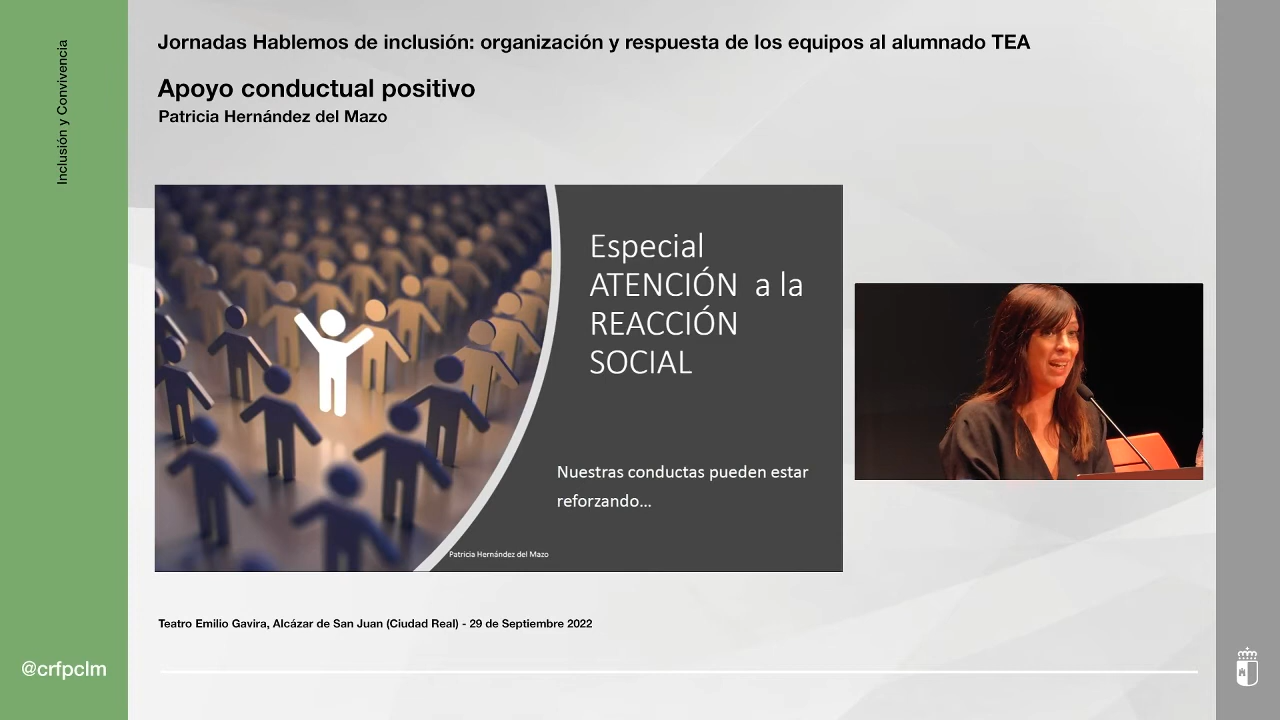 Inclusión y Convivencia
Jornadas Hablemos de inclusión: organización y respuesta de los equipos al alumnado TEA
Apoyo conductual positivo
Patricia Hernández del Mazo
Especial
ATENCIÓN a la
REACCIÓN
SOCIAL
Nuestras conductas pueden estar
reforzando...
Patricia Hernández del Mazo
Teatro Emilio Gavira, Alcázar de San Juan (Ciudad Real) - 29 de Septiembre 2022
@crfpclm